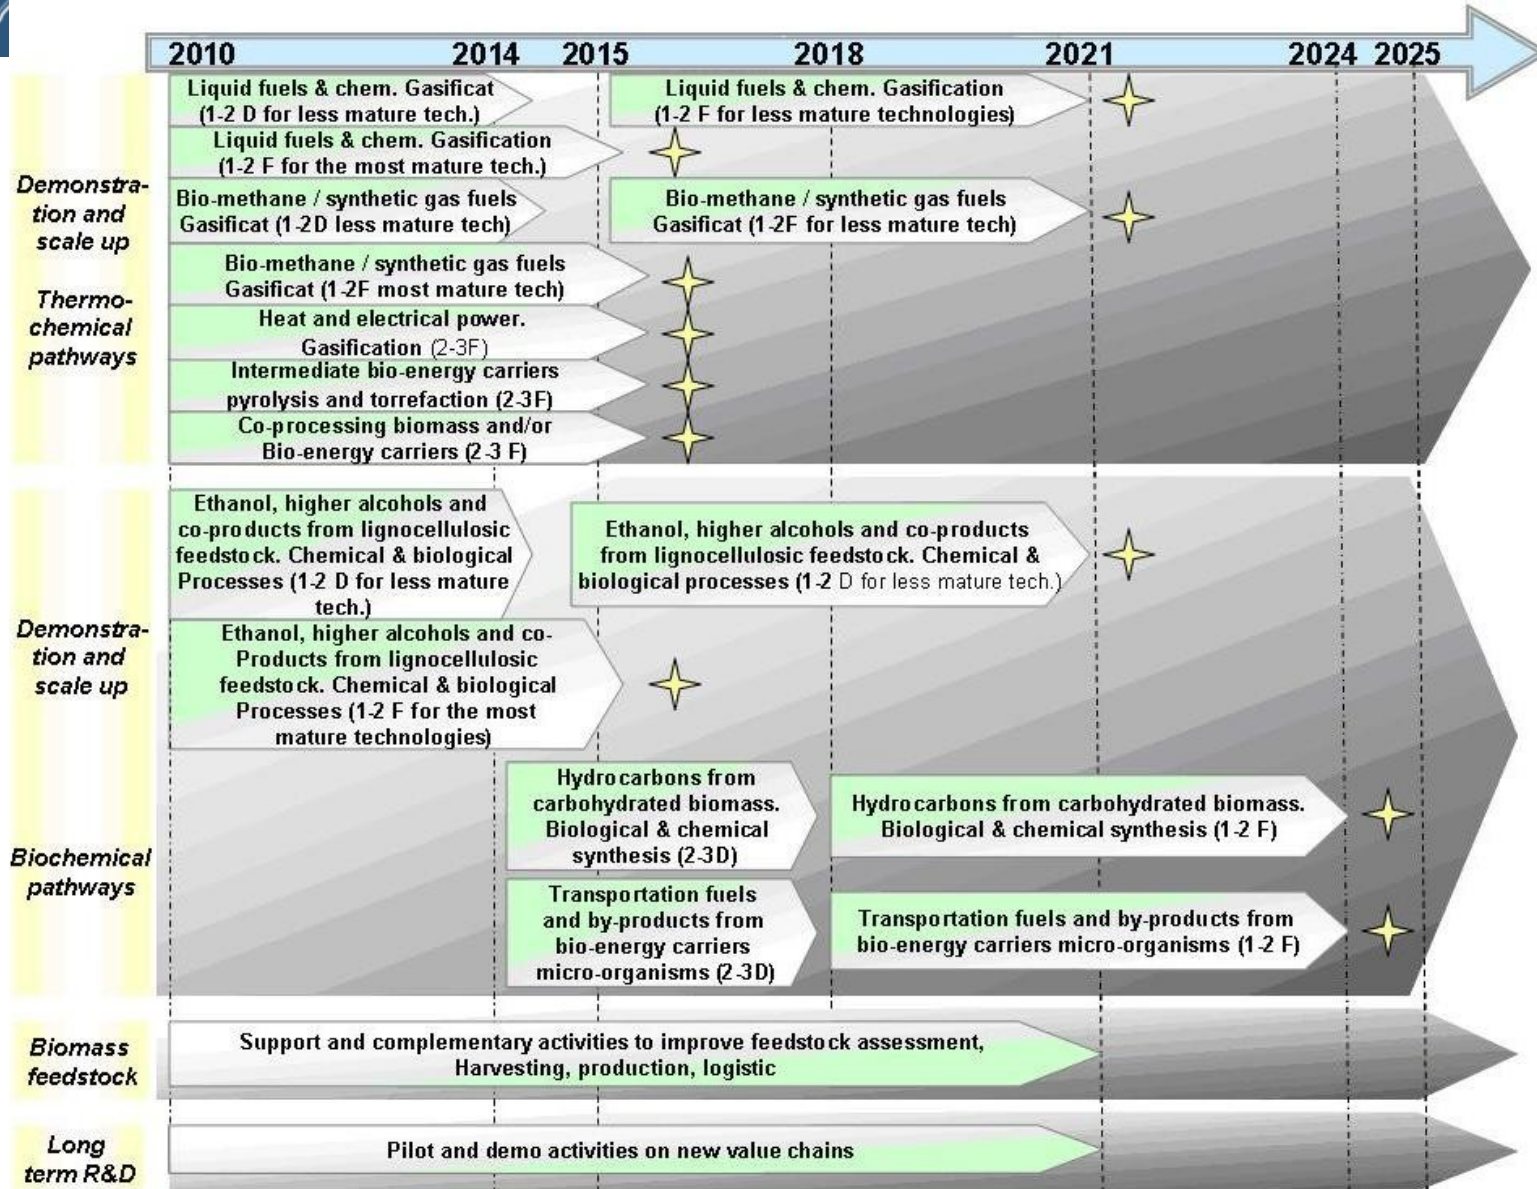 2010 2014 2015 2018 2021 2024 2025
Demonstra-
tion and
scale up
Thermo-
chemical
pathways
Liquid fuels & chem. Gasificat
(1-2 D for less mature tech.)
Liquid fuels & chem. Gasification
(1-2 F for less mature technologies)
Liquid fuels & chem. Gasification
(1-2 F for the most mature tech.)
Bio-methane / synthetic gas fuels
Gasificat (1-2D less mature tech)
Bio-methane / synthetic gas fuels
Gasificat (1-2F for less mature tech)
Bio-methane / synthetic gas fuels
Gasificat (1-2F most mature tech)
Heat and electrical power.
Gasification (2-3F)
Intermediate bio-energy carriers
pyrolysis and torrefaction (2-3F)
Co-processing biomass and/or
Bio-energy carriers (2-3 F)
Demonstra-
tion and
scale up
Biochemical
pathways
Ethanol, higher alcohols and
co-products from lignocellulosic
feedstock. Chemical & biological
Processes (1-2 D for less mature
tech.)
Ethanol, higher alcohols and co-products
from lignocellulosic feedstock. Chemical &
biological processes (1-2 D for less mature tech.)
Ethanol, higher alcohols and co-
Products from lignocellulosic
feedstock. Chemical & biological
Processes (1-2 F for the most
mature technologies)
Hydrocarbons from
carbohydrated biomass.
Biological & chemical
synthesis (2-3D)
Hydrocarbons from carbohydrated biomass.
Biological & chemical synthesis (1-2 F)
Transportation fuels
and by-products from
bio-energy carriers
micro-organisms (2-3D)
Transportation fuels and by-products from
bio-energy carriers micro-organisms (1-2 F)
Biomass
feedstock
Support and complementary activities to improve feedstock assessment,
Harvesting, production, logistic
Long
term R&D
Pilot and demo activities on new value chains